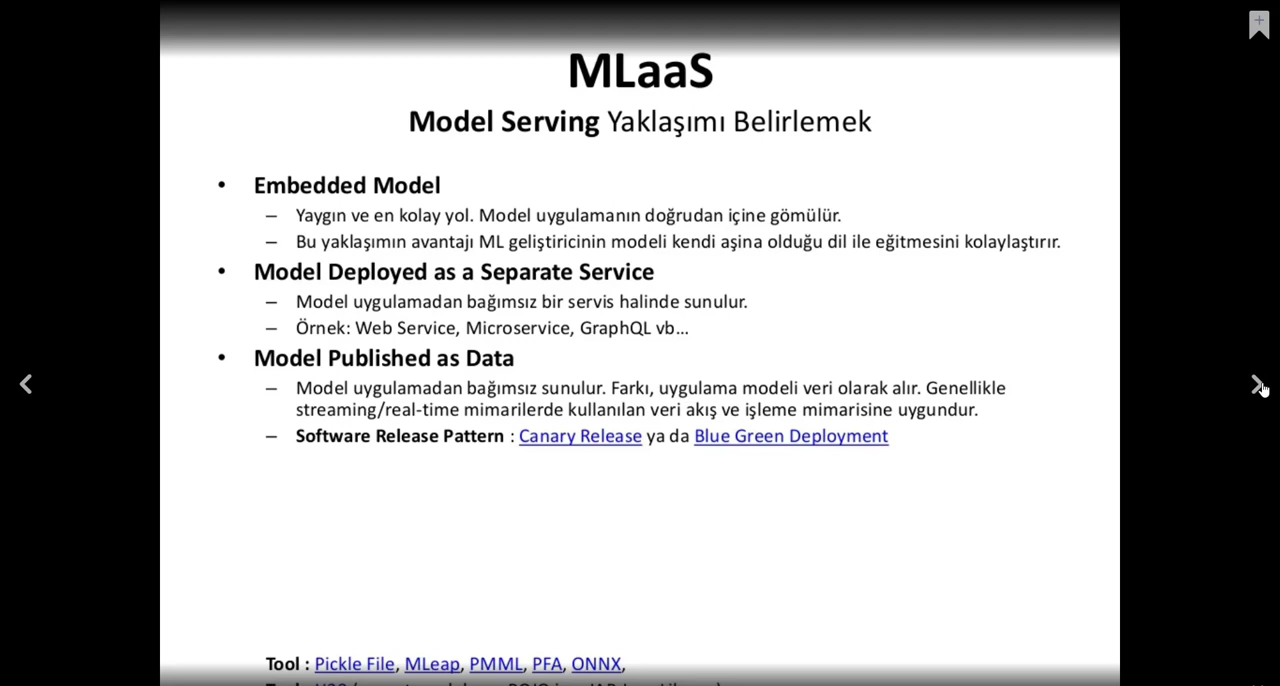 MLaaS
Model Serving Yaklaşımı Belirlemek
• Embedded Model
– Yaygın ve en kolay yol. Model uygulamanın doğrudan içine gömülür.
– Bu yaklaşımın avantajı ML geliştiricinin modeli kendi aşina olduğu dil ile eğitmesini kolaylaştırır.
• Model Deployed as a Separate Service
– Model uygulamadan bağımsız bir servis halinde sunulur.
– Örnek: Web Service, Microservice, GraphQL vb…
• Model Published as Data
– Model uygulamadan bağımsız sunulur. Farkı, uygulama modeli veri olarak alır. Genellikle
streaming/real-time mimarilerde kullanılan veri akış ve işleme mimarisine uygundur.
– Software Release Pattern : Canary Release ya da Blue Green Deployment
Tool : Pickle File, MLeap, PMML, PFA, ONNX,